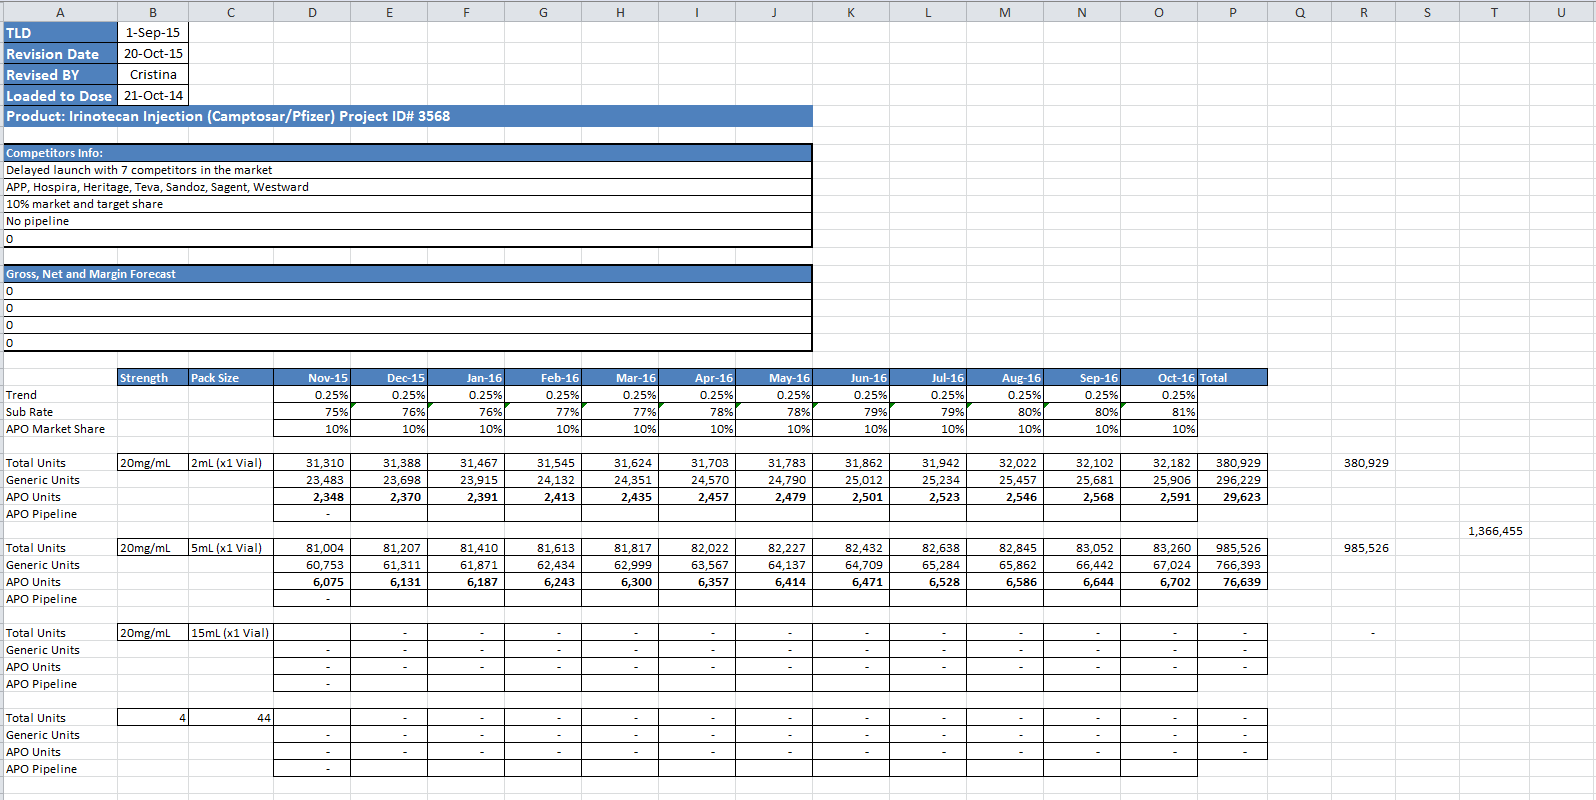 A B C D E F G H I J K L M N O P Q R S T U
TLD 1-Sep-15
Revision Date 20-Oct-15
Revised BY Cristina
Loaded to Dose 21-Oct-14
Product: Irinotecan Injection (Camptosar/Pfizer) Project ID# 3568
Competitors Info:
Delayed launch with 7 competitors in the market
APP, Hospira, Heritage, Teva, Sandoz, Sagent, Westward
10% market and target share
No pipeline
0
Gross, Net and Margin Forecast
0
0
0
0
Strength Pack Size Nov-15 Dec-15 Jan-16 Feb-16 Mar-16 Apr-16 May-16 Jun-16 Jul-16 Aug-16 Sep-16 Oct-16 Total
Trend 0.25% 0.25% 0.25% 0.25% 0.25% 0.25% 0.25% 0.25% 0.25% 0.25% 0.25% 0.25%
Sub Rate 75% 76% 76% 77% 77% 78% 78% 79% 79% 80% 80% 81%
APO Market Share 10% 10% 10% 10% 10% 10% 10% 10% 10% 10% 10% 10%
Total Units 20mg/mL 2mL (x1 Vial) 31,310 31,388 31,467 31,545 31,624 31,703 31,783 31,862 31,942 32,022 32,102 32,182 380,929 380,929
Generic Units 23,483 23,698 23,915 24,132 24,351 24,570 24,790 25,012 25,234 25,457 25,681 25,906 296,229
APO Units 2,348 2,370 2,391 2,413 2,435 2,457 2,479 2,501 2,523 2,546 2,568 2,591 29,623
APO Pipeline -
1,366,455
Total Units 20mg/mL 5mL (x1 Vial) 81,004 81,207 81,410 81,613 81,817 82,022 82,227 82,432 82,638 82,845 83,052 83,260 985,526 985,526
Generic Units 60,753 61,311 61,871 62,434 62,999 63,567 64,137 64,709 65,284 65,862 66,442 67,024 766,393
APO Units 6,075 6,131 6,187 6,243 6,300 6,357 6,414 6,471 6,528 6,586 6,644 6,702 76,639
APO Pipeline -
Total Units 20mg/mL 15mL (x1 Vial) - - - - - - - - - - - - -
Generic Units - - - - - - - - - - - - -
APO Units - - - - - - - - - - - - -
APO Pipeline -
Total Units 4 44 - - - - - - - - - - - -
Generic Units - - - - - - - - - - - - -
APO Units - - - - - - - - - - - - -
APO Pipeline -